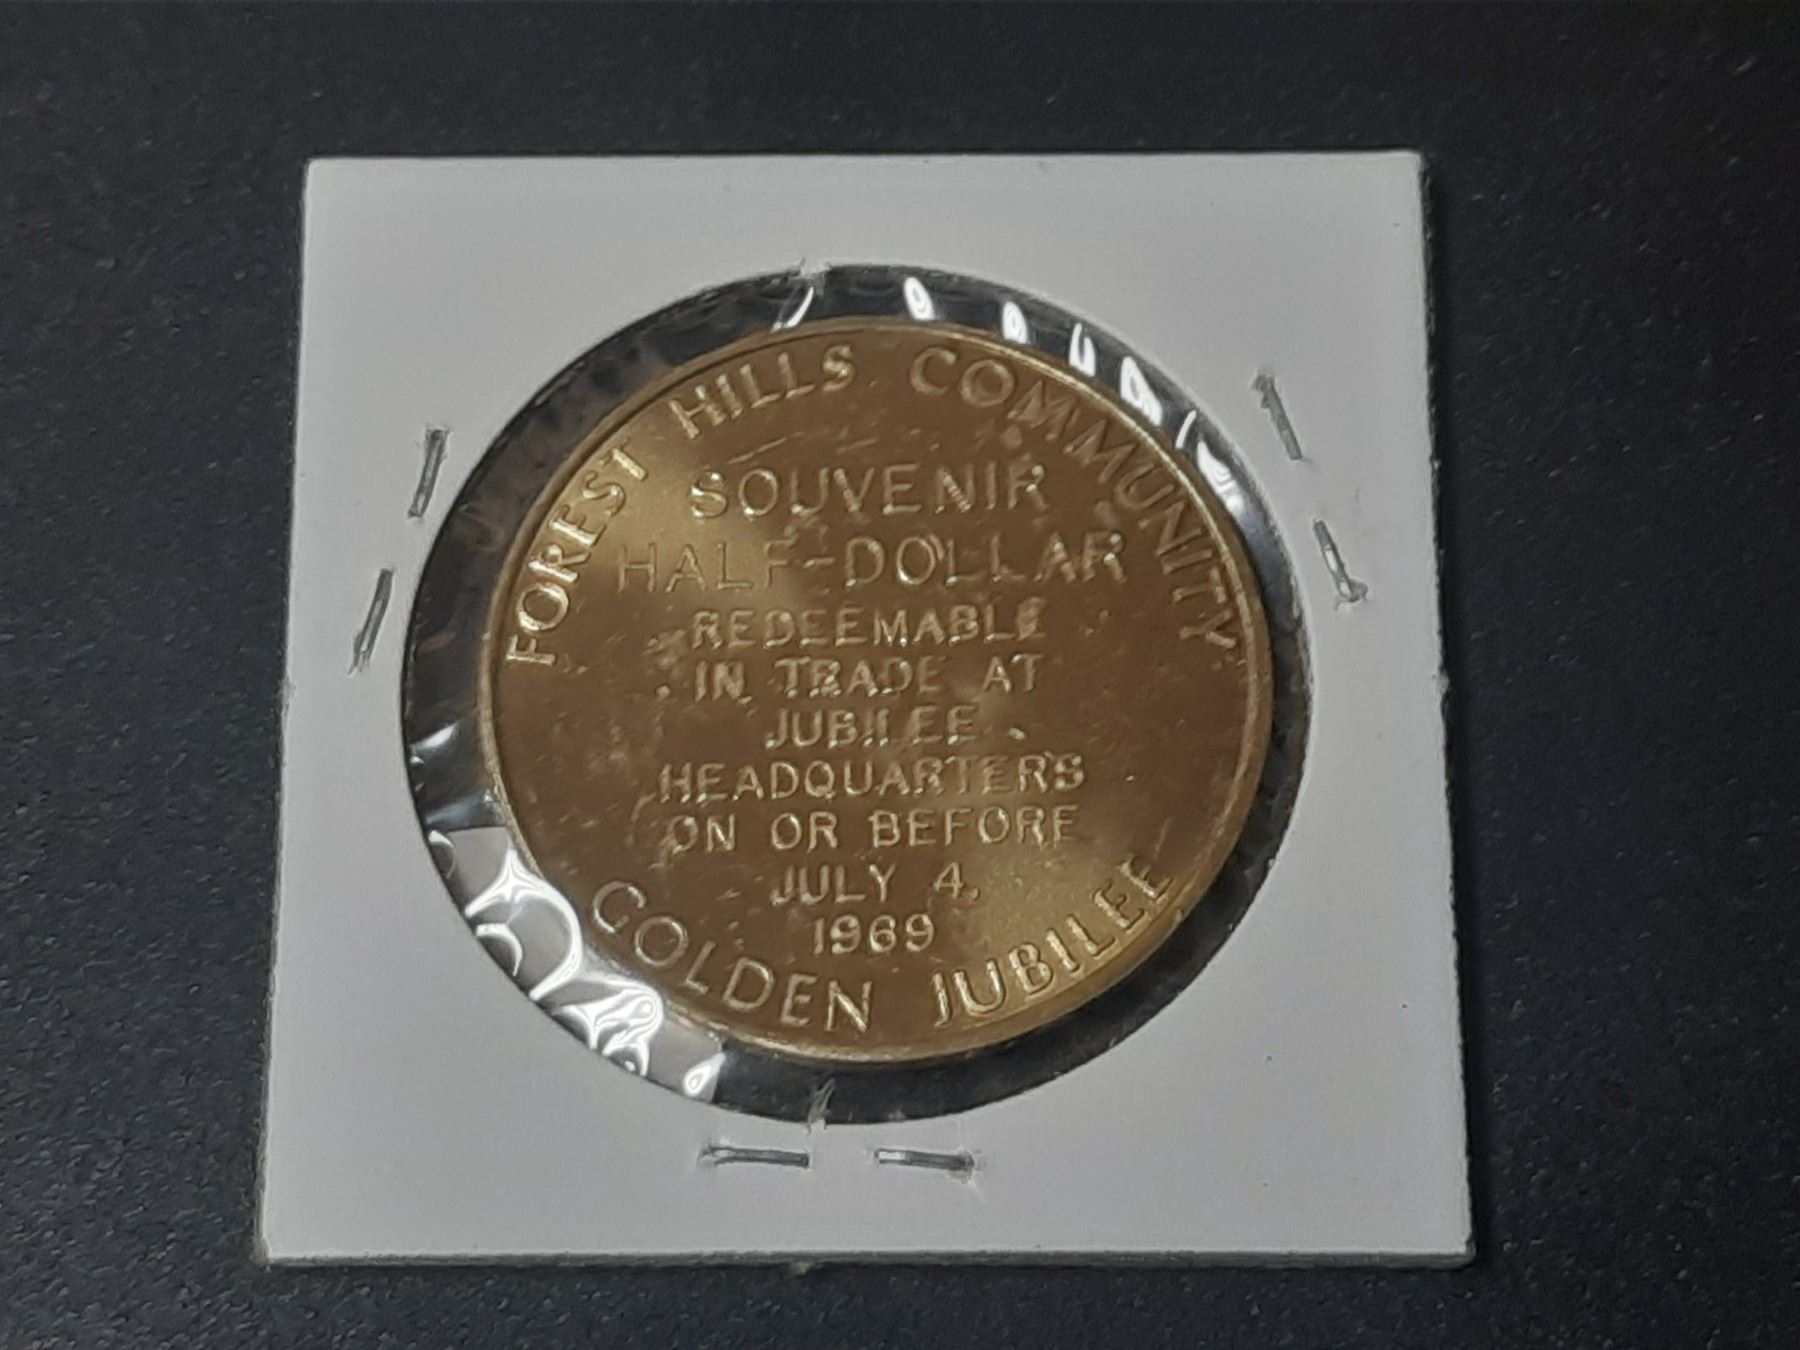 FOREST HILLS COMMUNITY
SOUVENIR
HALF-DOLLAR
REDEEMABLE
IN TRADE AT
JUBILEE
HEADQUARTERS
ON OR BEFORE
JULY 4,
1969
GOLDEN JUBILEE